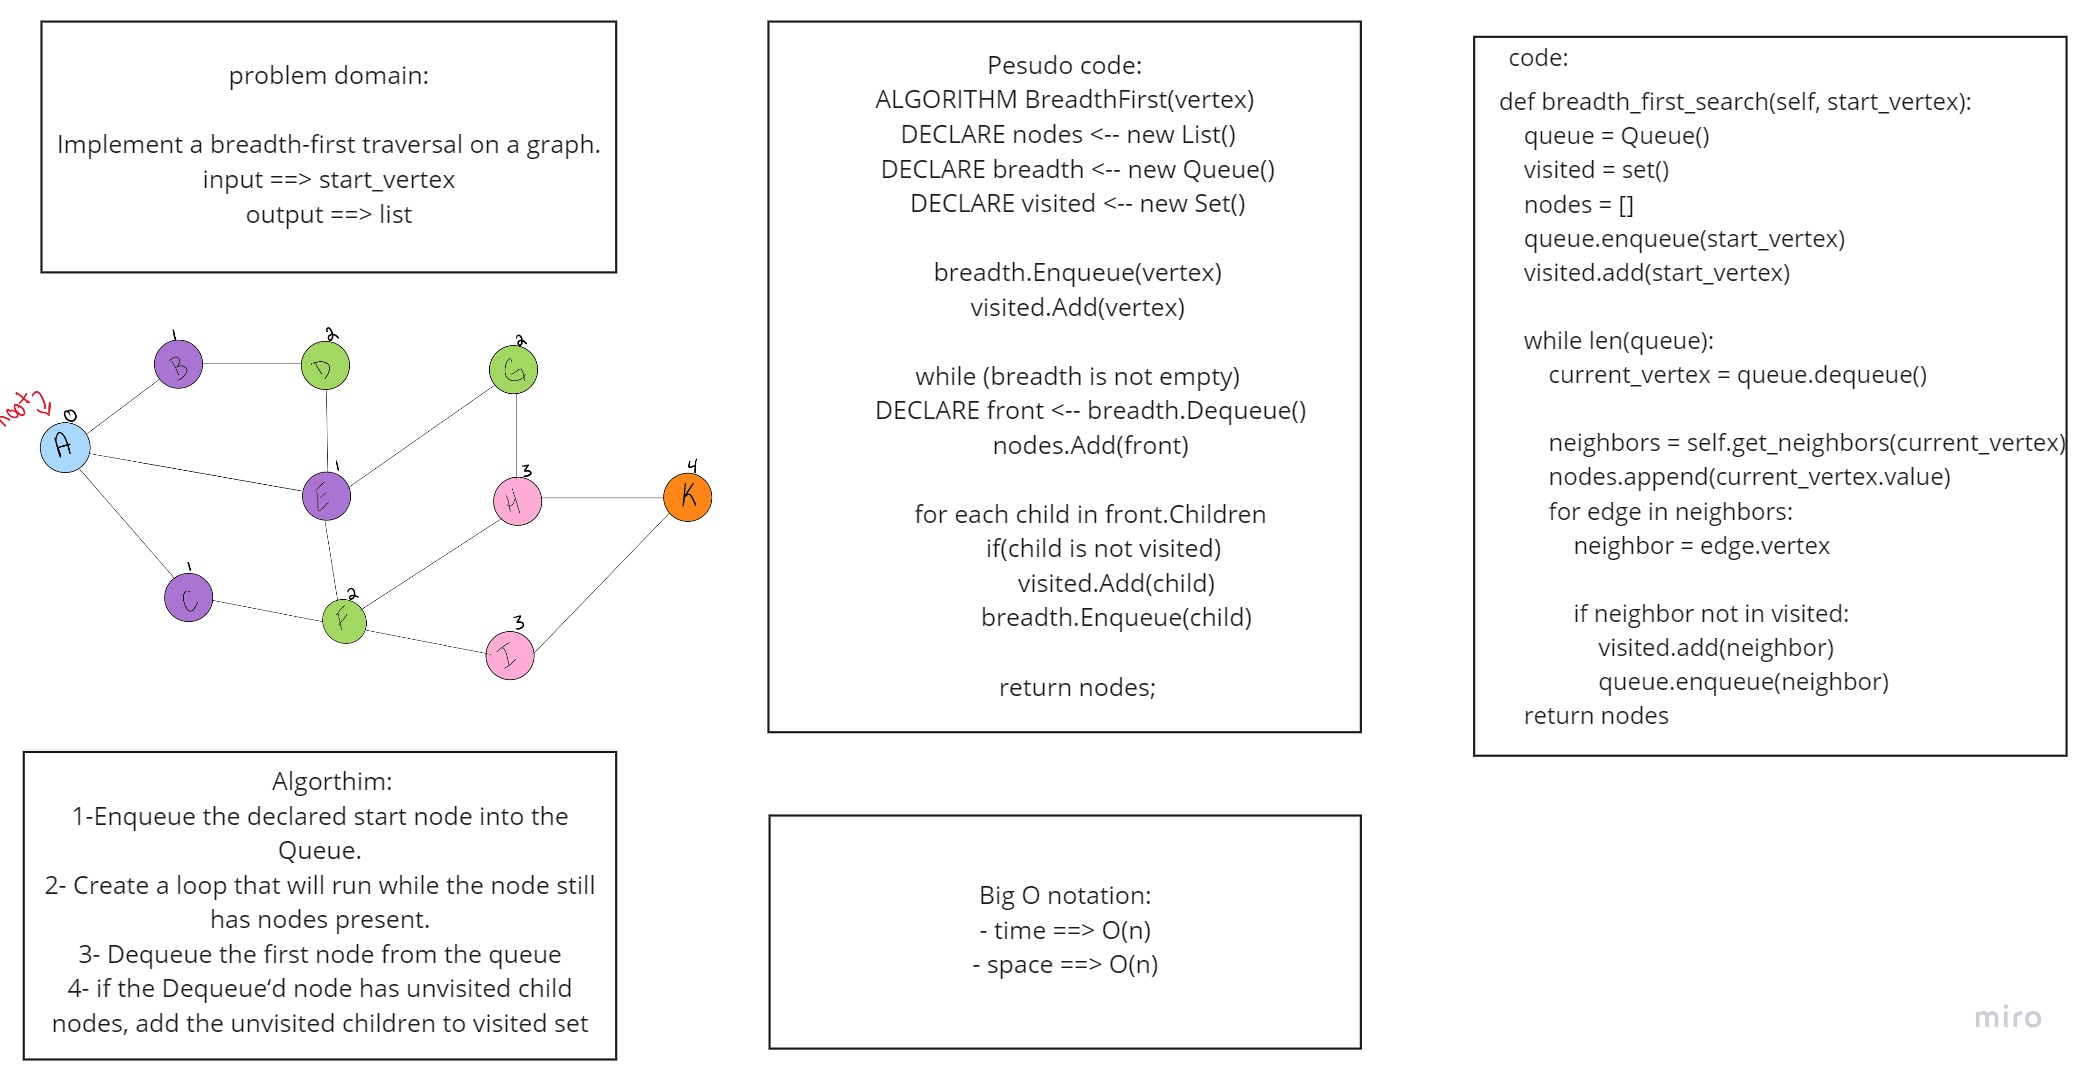 problem domain:
Implement a breadth-first traversal on a graph.
input ==> start_vertex
output ==> list
root
0
A
1
B
2
D
2
G
1
E
3
H
4
K
1
C
2
F
3
I
Algorthim:
1-Enqueue the declared start node into the
Queue.
2- Create a loop that will run while the node still
has nodes present.
3- Dequeue the first node from the queue
4- if the Dequeue‘d node has unvisited child
nodes, add the unvisited children to visited set
Pesudo code:
ALGORITHM BreadthFirst(vertex)
DECLARE nodes <-- new List()
DECLARE breadth <-- new Queue()
DECLARE visited <-- new Set()
breadth.Enqueue(vertex)
visited.Add(vertex)
while (breadth is not empty)
DECLARE front <-- breadth.Dequeue()
nodes.Add(front)
for each child in front.Children
if(child is not visited)
visited.Add(child)
breadth.Enqueue(child)
return nodes;
Big O notation:
- time ==> O(n)
- space ==> O(n)
code:
def breadth_first_search(self, start_vertex):
queue = Queue()
visited = set()
nodes = []
queue.enqueue(start_vertex)
visited.add(start_vertex)
while len(queue):
current_vertex = queue.dequeue()
neighbors = self.get_neighbors(current_vertex)
nodes.append(current_vertex.value)
for edge in neighbors:
neighbor = edge.vertex
if neighbor not in visited:
visited.add(neighbor)
queue.enqueue(neighbor)
return nodes
miro